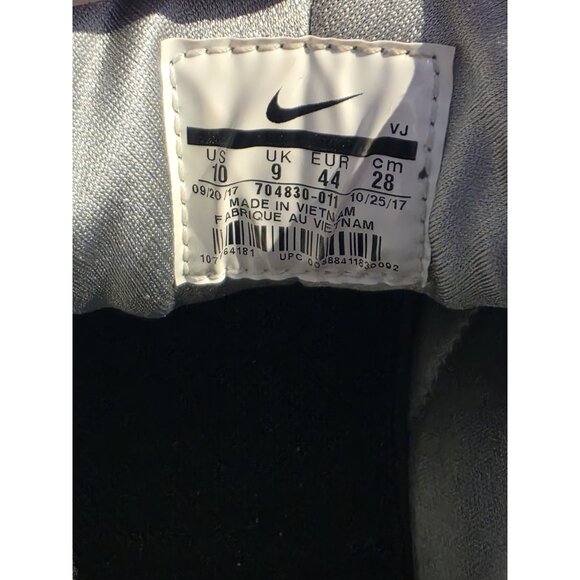 VJ
US UK EUR cm
10 9 44 28
09/20/17 704830-011 10/25/17
MADE IN VIETNAM
FABRIQUE AU VIETNAM
UPC